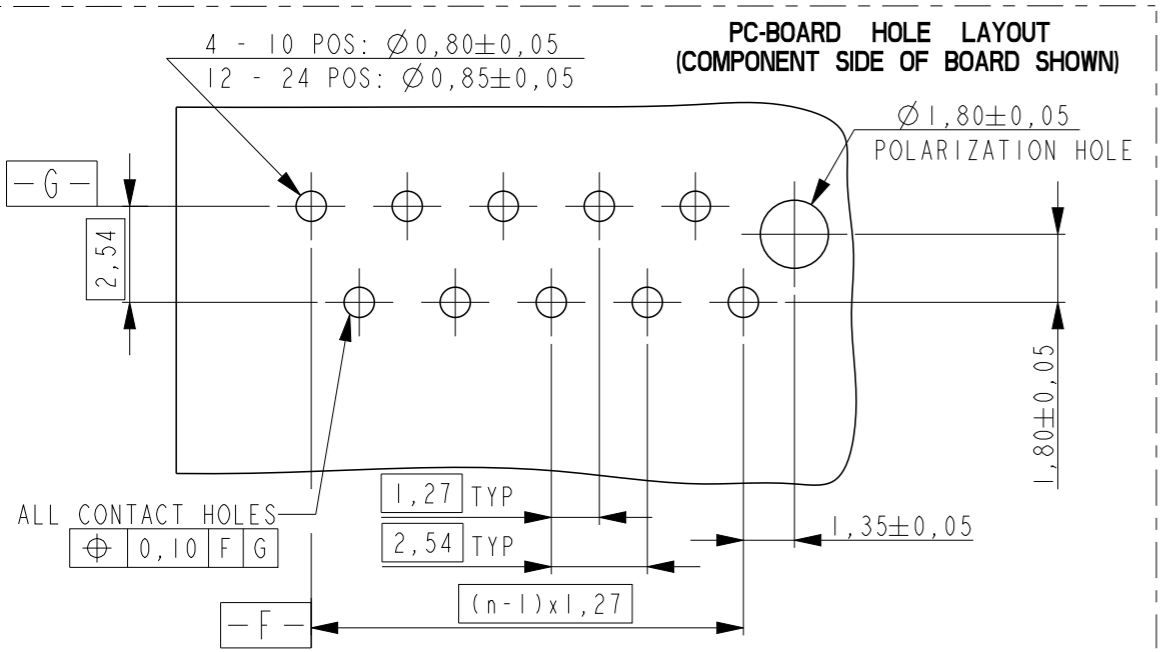 PC-BOARD HOLE LAYOUT
(COMPONENT SIDE OF BOARD SHOWN)
4 - 10 POS: ∅0,80±0,05
12 - 24 POS: ∅0,85±0,05
∅1,80±0,05
POLARIZATION HOLE
-G-
2,54
1,80±0,05
ALL CONTACT HOLES
⌖ 0,10 F G
1,27 TYP
2,54 TYP
1,35±0,05
(n-1)x1,27
-F-